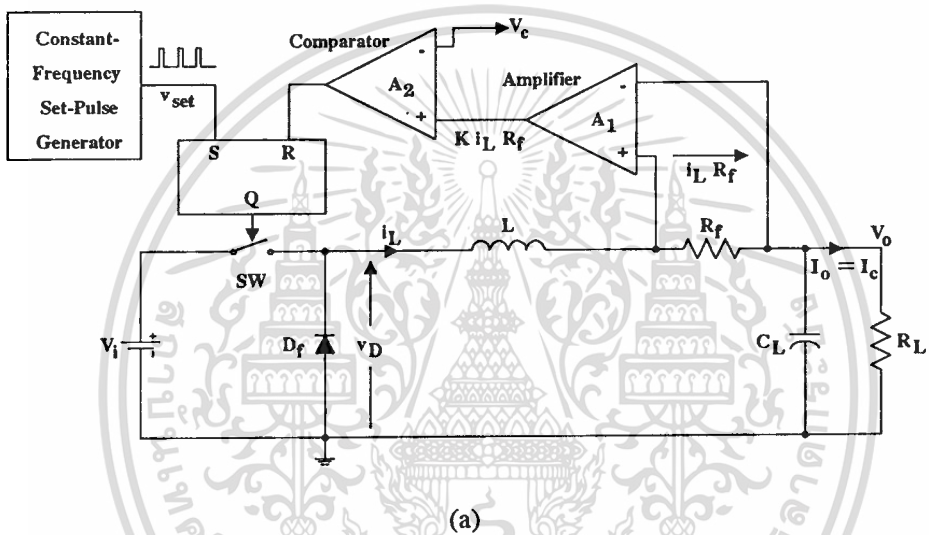 Constant-
Frequency
Set-Pulse
Generator
v_set
Comparator
V_c
-
A_2
+
Amplifier
-
A_1
+
K i_L R_f
i_L R_f
S R
Q
SW
i_L
L
R_f
V_o
I_o = I_c
V_i
+
-
D_f
v_D
C_L
R_L
(a)